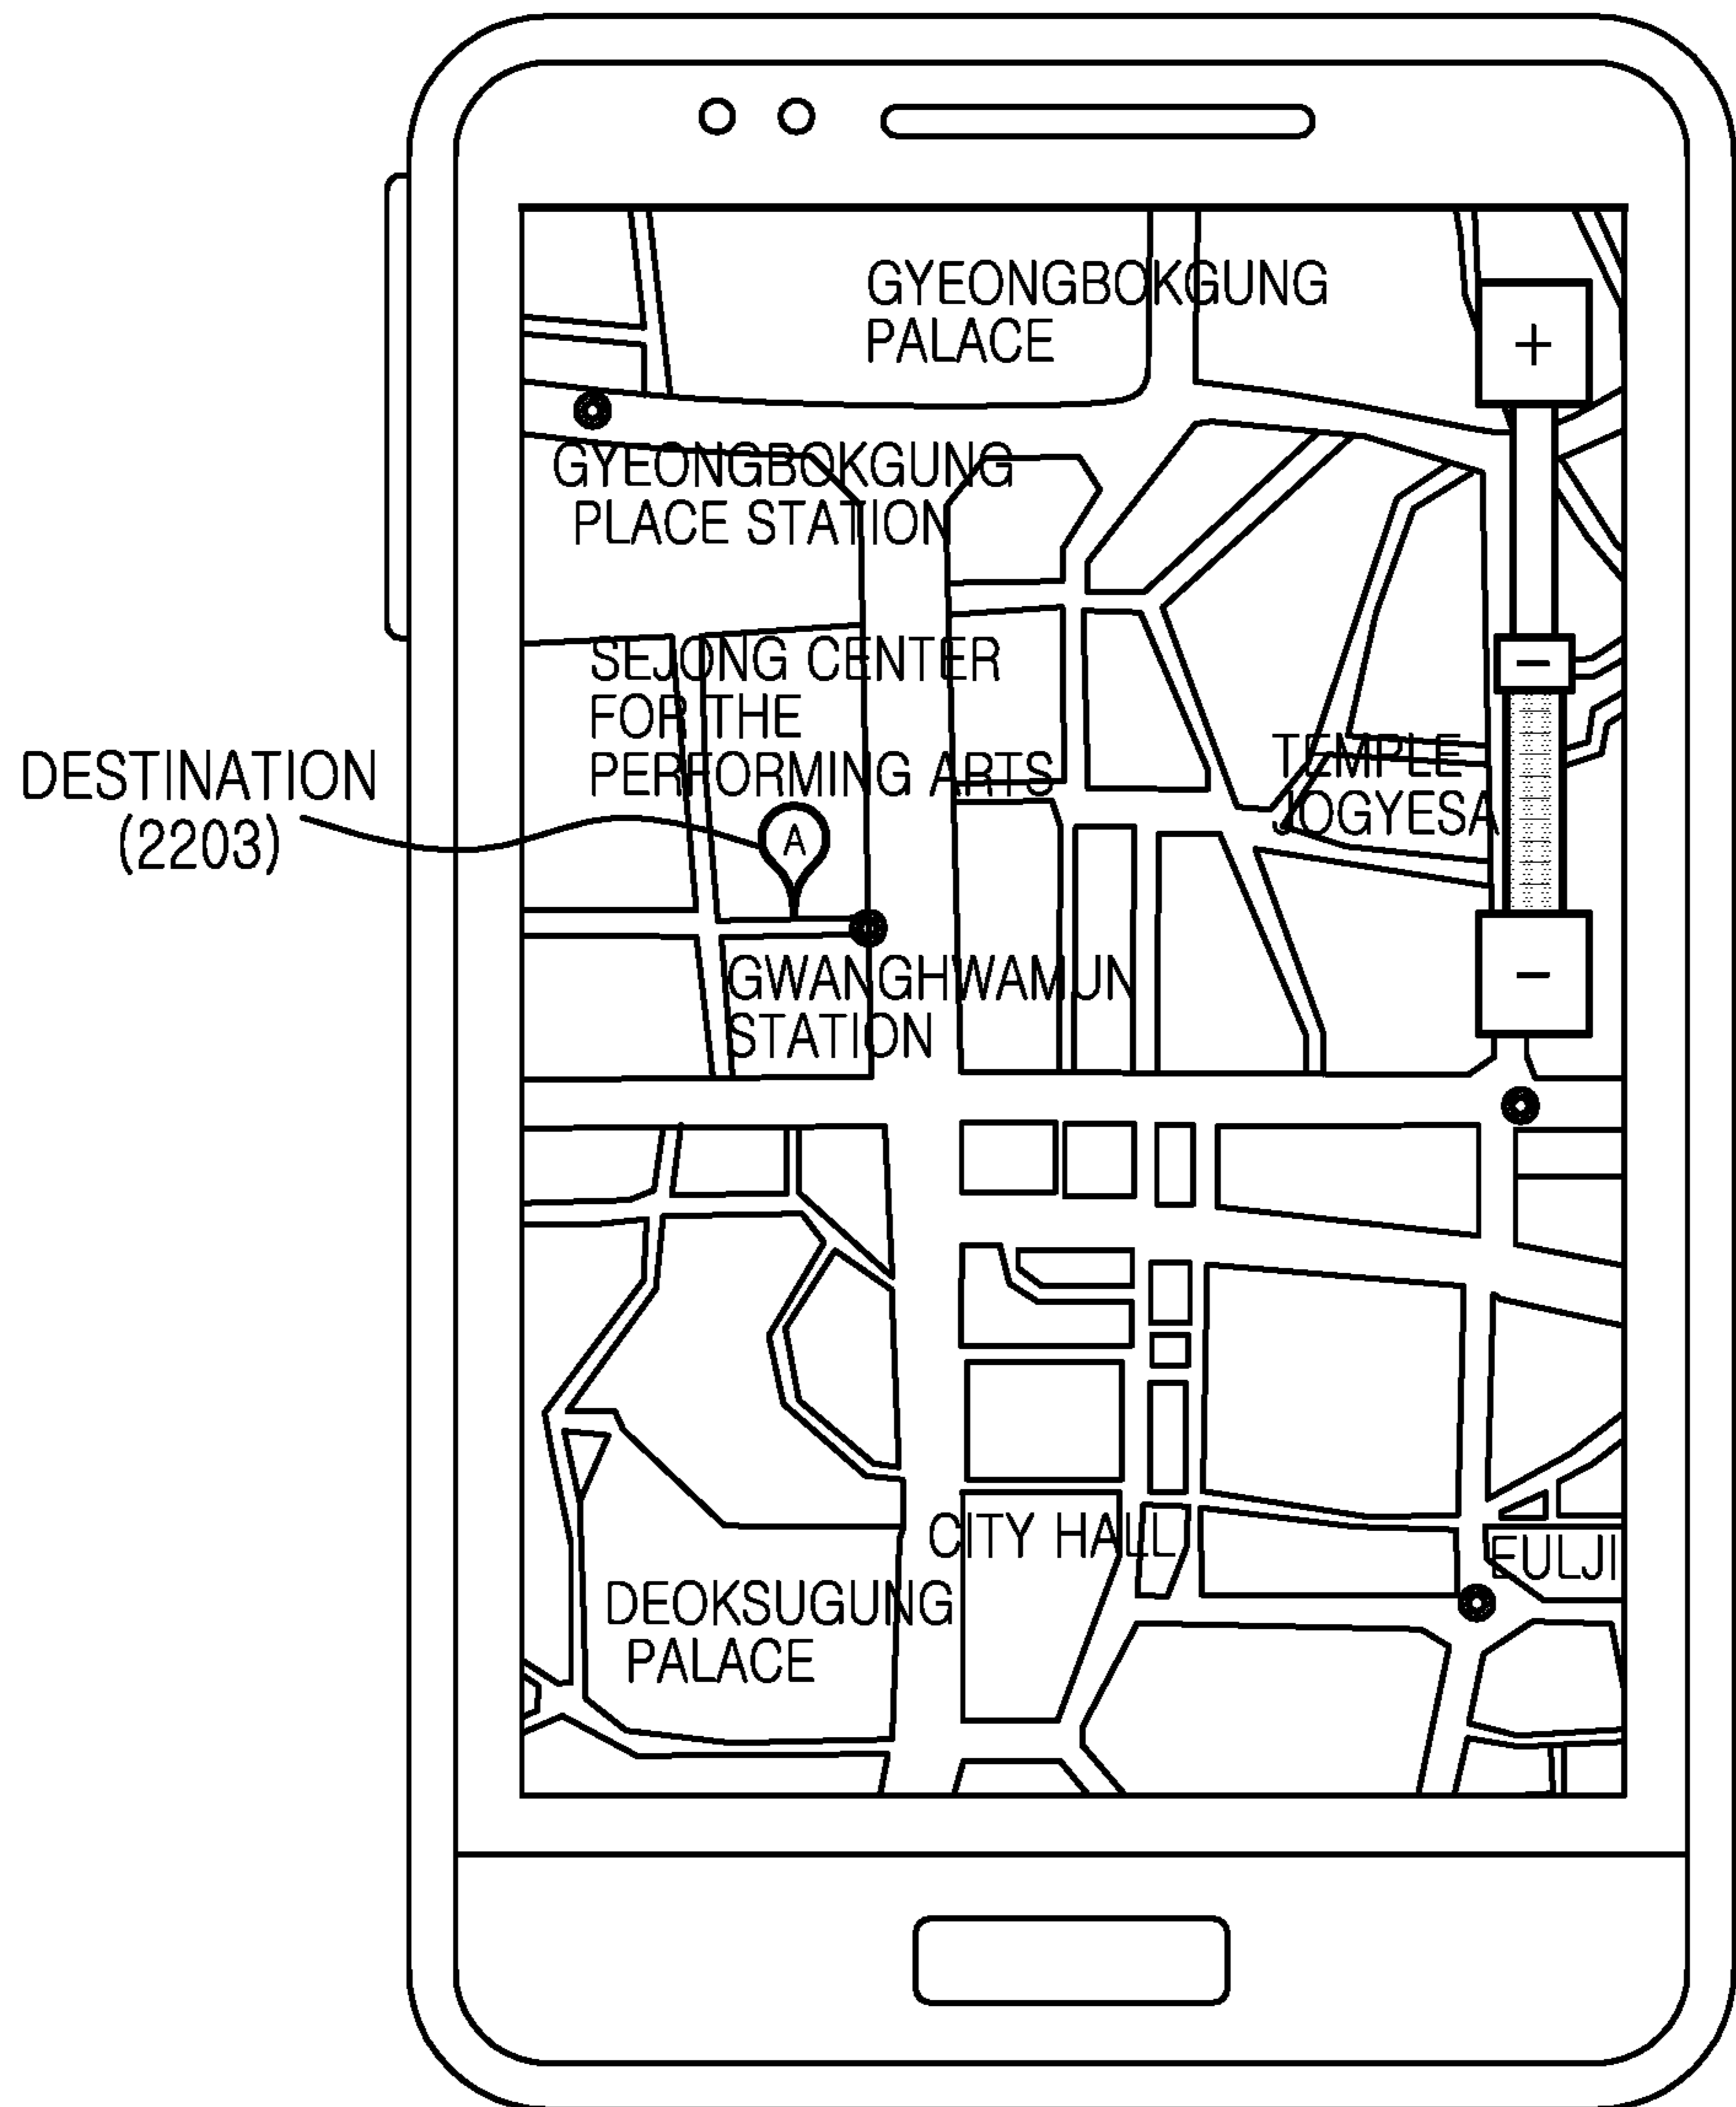 GYEONGBOKGUNG
PALACE
+
GYEONGBOKGUNG
PLACE STATION
SEJONG CENTER
FOR THE
PERFORMING ARTS
−
TEMPLE
JOGYESA
DESTINATION
(2203)
A
GWANGHWAMUN
STATION
−
CITY HALL
EULJI
DEOKSUGUNG
PALACE